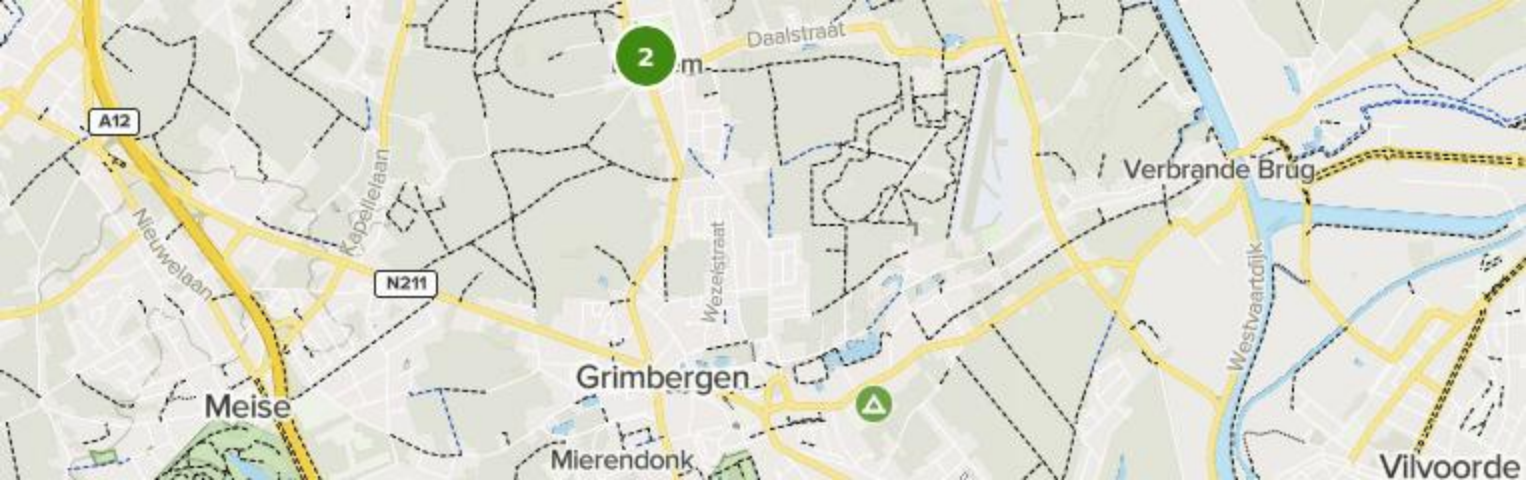 Daalstraat
2
A12
Verbrande Brug
Kapellelaan
Nieuwelaan
N211
Wezelstraat
Westvaartdijk
Grimbergen
Meise
Mierendonk
Vilvoorde